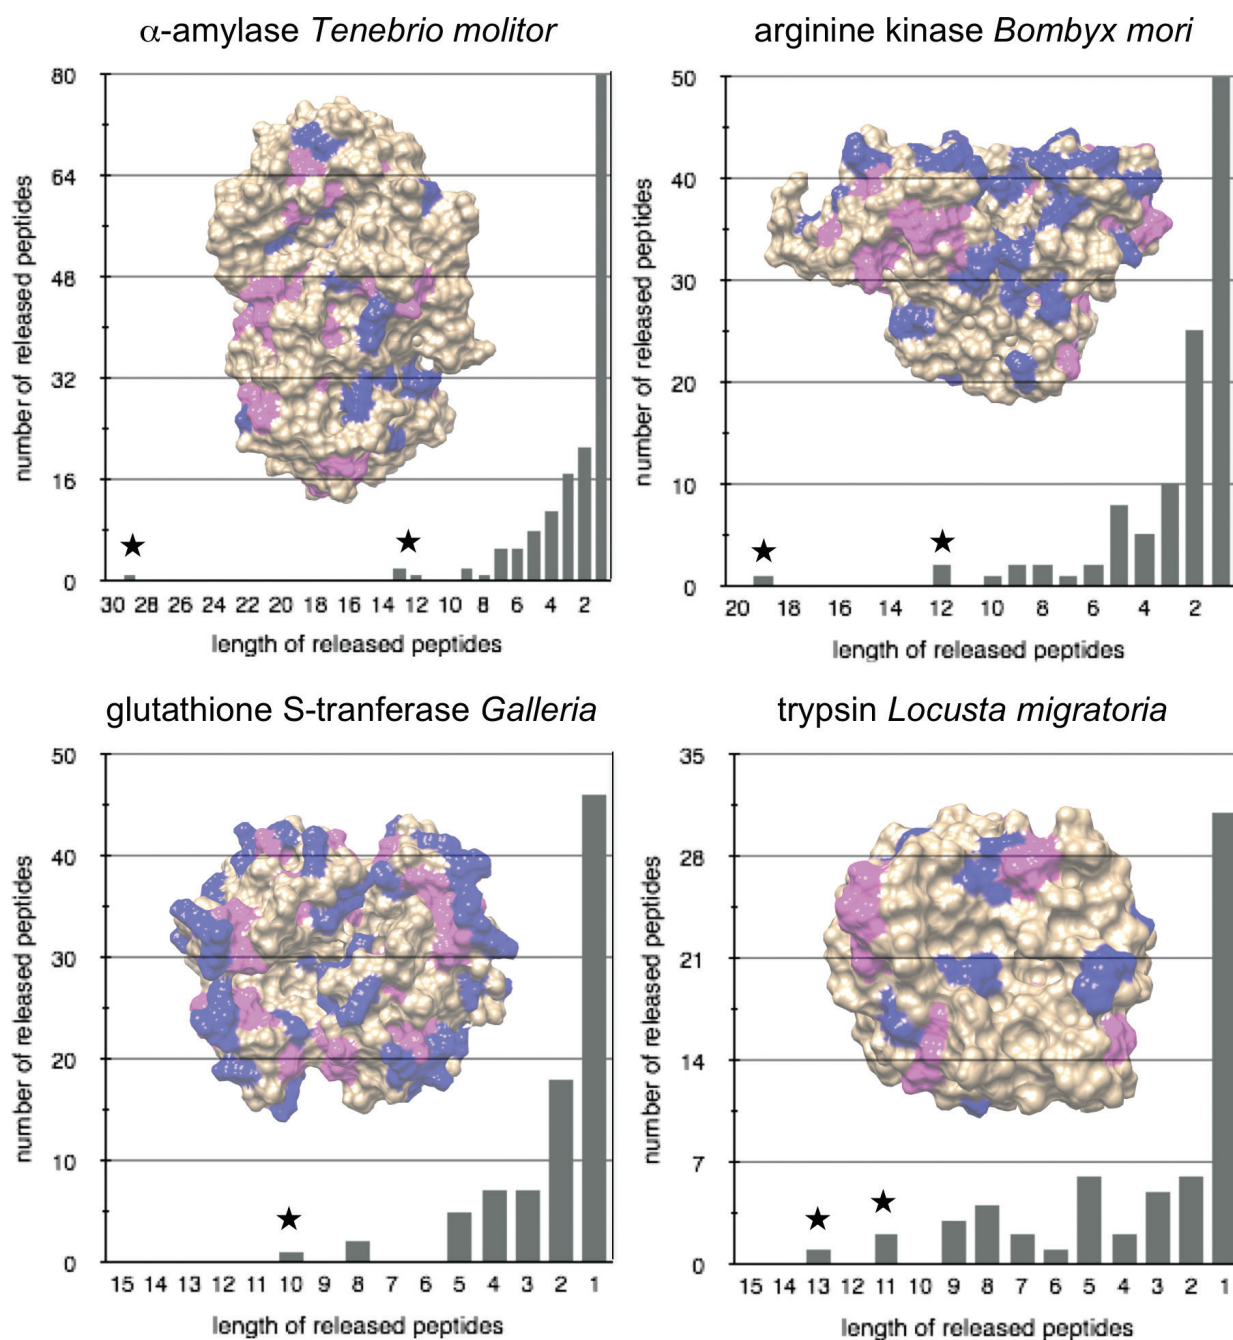 α-amylase Tenebrio molitor
80
64
48
32
16
0
number of released peptides
30 28 26 24 22 20 18 16 14 12 10 8 6 4 2
length of released peptides
arginine kinase Bombyx mori
50
40
30
20
10
0
number of released peptides
20 18 16 14 12 10 8 6 4 2
length of released peptides
glutathione S-tranferase Galleria
50
40
30
20
10
0
number of released peptides
15 14 13 12 11 10 9 8 7 6 5 4 3 2 1
length of released peptides
trypsin Locusta migratoria
35
28
21
14
7
0
number of released peptides
15 14 13 12 11 10 9 8 7 6 5 4 3 2 1
length of released peptides